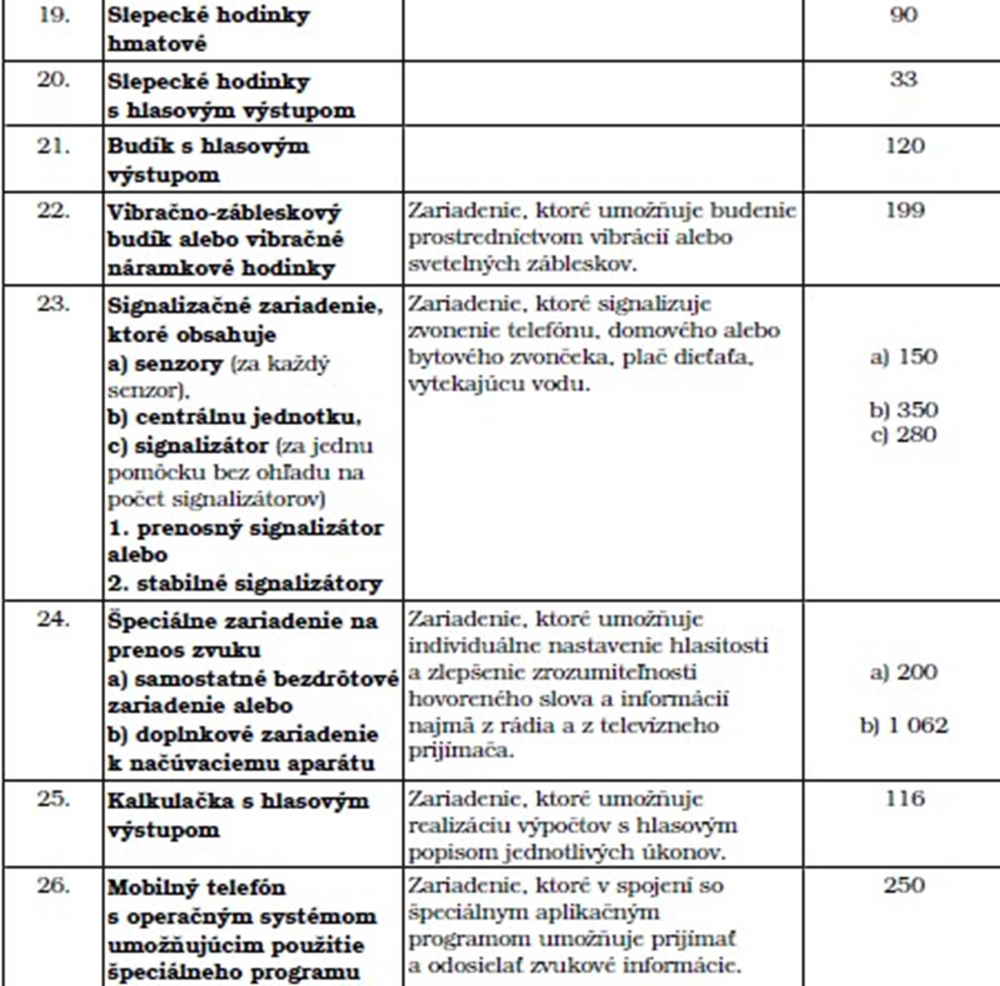 19.
Slepecké hodinky
hmatové
90
20.
Slepecké hodinky
s hlasovým výstupom
33
21.
Budík s hlasovým
výstupom
120
22.
Vibračno-zábleskový
budík alebo vibračné
náramkové hodinky
Zariadenie, ktoré umožňuje budenie
prostredníctvom vibrácií alebo
svetelných zábleskov.
199
23.
Signalizačné zariadenie,
ktoré obsahuje
a) senzory (za každý
senzor),
b) centrálnu jednotku,
c) signalizátor (za jednu
pomôcku bez ohľadu na
počet signalizátorov)
1. prenosný signalizátor
alebo
2. stabilné signalizátory
Zariadenie, ktoré signalizuje
zvonenie telefónu, domového alebo
bytového zvončeka, plač dieťaťa,
vytekajúcu vodu.
a) 150
b) 350
c) 280
24.
Špeciálne zariadenie na
prenos zvuku
a) samostatné bezdrôtové
zariadenie alebo
b) doplnkové zariadenie
k načúvaciemu aparátu
Zariadenie, ktoré umožňuje
individuálne nastavenie hlasitosti
a zlepšenie zrozumiteľnosti
hovoreného slova a informácií
najmä z rádia a z televízneho
prijímača.
a) 200
b) 1 062
25.
Kalkulačka s hlasovým
výstupom
Zariadenie, ktoré umožňuje
realizáciu výpočtov s hlasovým
popisom jednotlivých úkonov.
116
26.
Mobilný telefón
s operačným systémom
umožňujúcim použitie
špeciálneho programu
Zariadenie, ktoré v spojení so
špeciálnym aplikačným
programom umožňuje prijímať
a odosielať zvukové informácie.
250